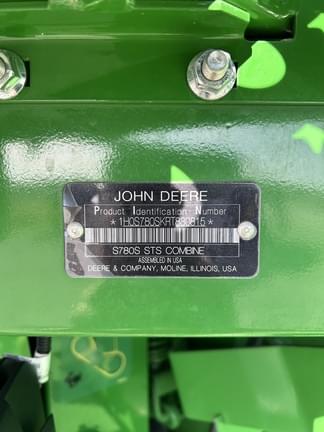 JOHN DEERE
Product Identification Number
*1H0S780SKRT830815*
S780S STS COMBINE
ASSEMBLED IN USA
DEERE & COMPANY, MOLINE, ILLINOIS, USA